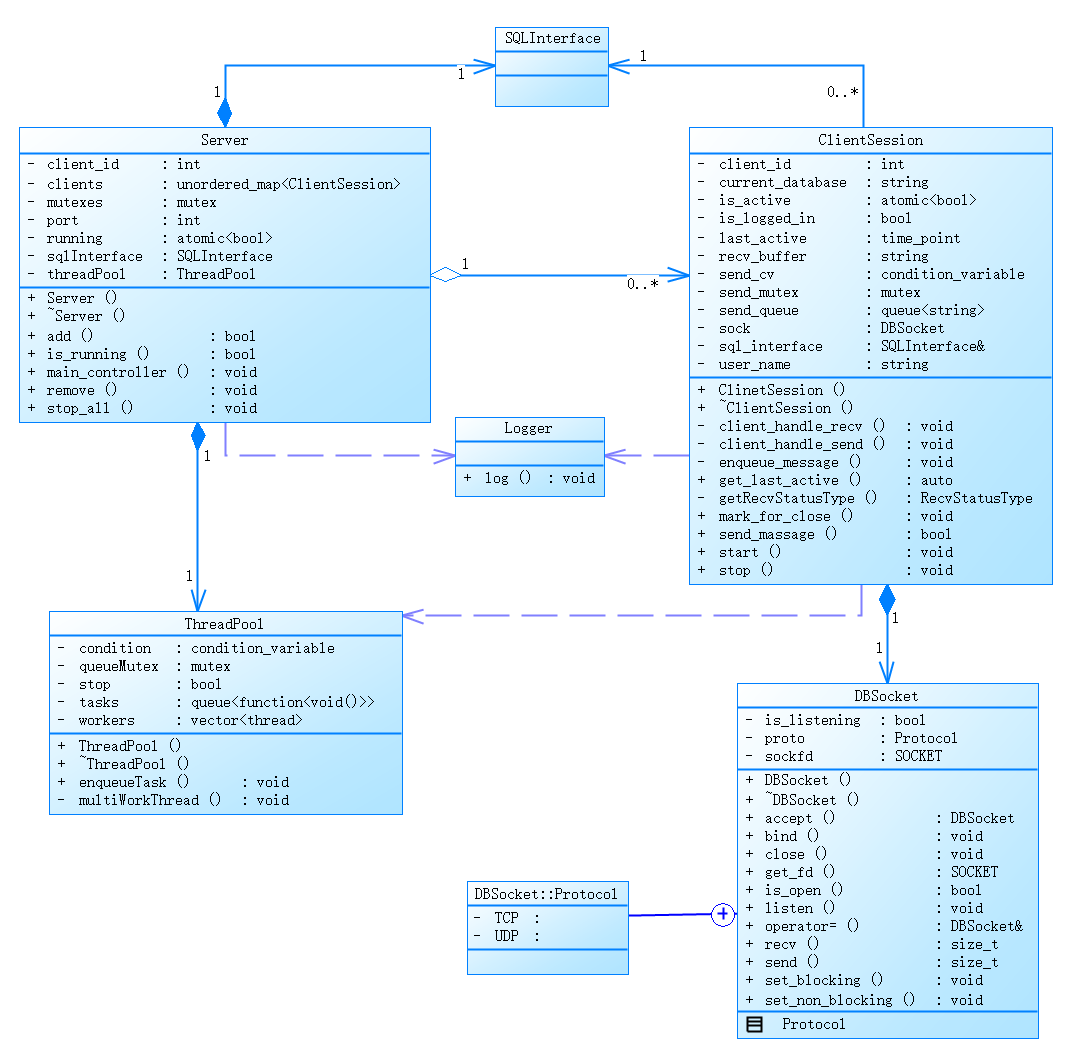 SQLInterface
1
1
1
0..*
Server
- client_id : int
- clients : unordered_map<ClientSession>
- mutexes : mutex
- port : int
- running : atomic<bool>
- sqlInterface : SQLInterface
- threadPool : ThreadPool
+ Server ()
+ ~Server ()
+ add () : bool
+ is_running () : bool
+ main_controller () : void
+ remove () : void
+ stop_all () : void
1
0..*
ClientSession
- client_id : int
- current_database : string
- is_active : atomic<bool>
- is_logged_in : bool
- last_active : time_point
- recv_buffer : string
- send_cv : condition_variable
- send_mutex : mutex
- send_queue : queue<string>
- sock : DBSocket
- sql_interface : SQLInterface&
- user_name : string
+ ClinetSession ()
+ ~ClientSession ()
- client_handle_recv () : void
- client_handle_send () : void
- enqueue_message () : void
+ get_last_active () : auto
- getRecvStatusType () : RecvStatusType
+ mark_for_close () : void
+ send_massage () : bool
+ start () : void
+ stop () : void
Logger
+ log () : void
1
1
ThreadPool
- condition : condition_variable
- queueMutex : mutex
- stop : bool
- tasks : queue<function<void()>>
- workers : vector<thread>
+ ThreadPool ()
+ ~ThreadPool ()
+ enqueueTask () : void
- multiWorkThread () : void
1
1
DBSocket
- is_listening : bool
- proto : Protocol
- sockfd : SOCKET
+ DBSocket ()
+ ~DBSocket ()
+ accept () : DBSocket
+ bind () : void
+ close () : void
+ get_fd () : SOCKET
+ is_open () : bool
+ listen () : void
+ operator= () : DBSocket&
+ recv () : size_t
+ send () : size_t
+ set_blocking () : void
+ set_non_blocking () : void
Protocol
DBSocket::Protocol
- TCP :
- UDP :